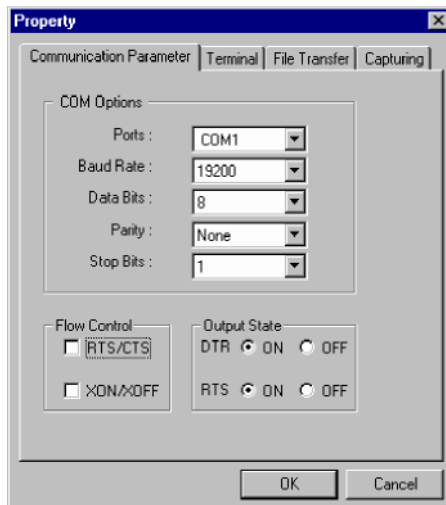 Property
Communication Parameter Terminal File Transfer Capturing
COM Options
Ports : COM1
Baud Rate : 19200
Data Bits : 8
Parity : None
Stop Bits : 1
Flow Control
RTS/CTS
XON/XOFF
Output State
DTR ON OFF
RTS ON OFF
OK Cancel